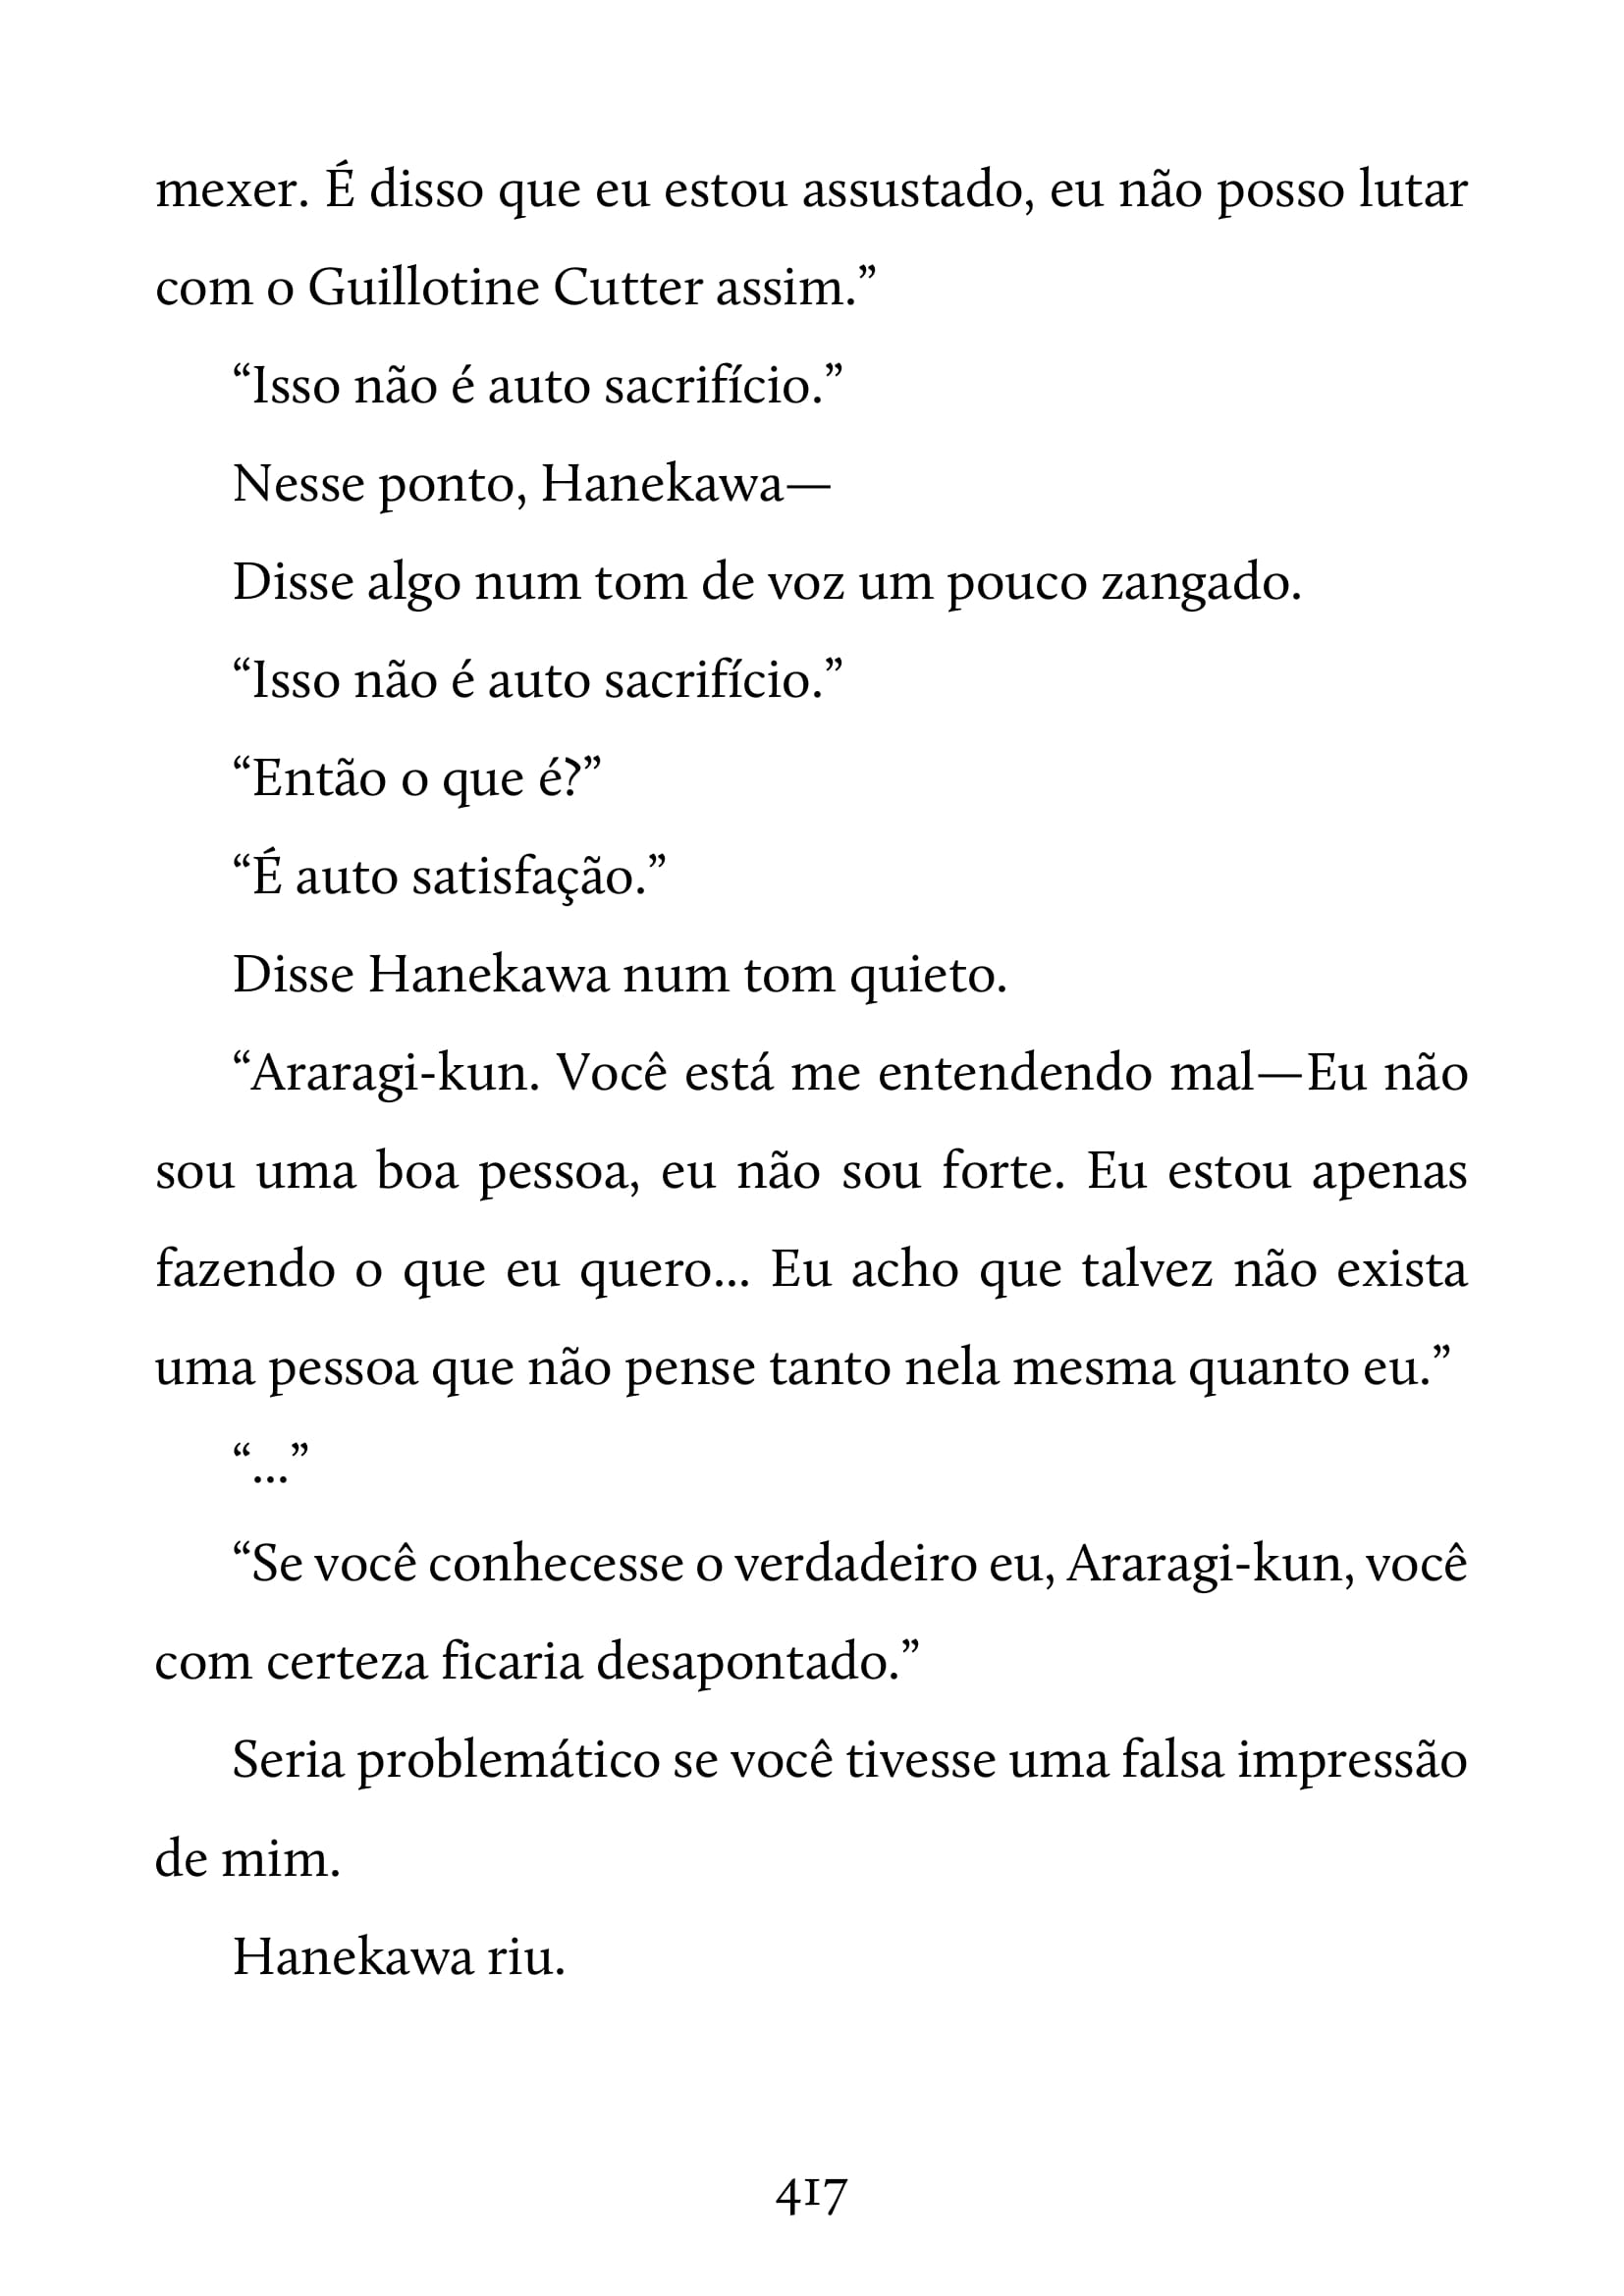 mexer. É disso que eu estou assustado, eu não posso lutar
com o Guillotine Cutter assim.”
“Isso não é auto sacrifício.”
Nesse ponto, Hanekawa—
Disse algo num tom de voz um pouco zangado.
“Isso não é auto sacrifício.”
“Então o que é?”
“É auto satisfação.”
Disse Hanekawa num tom quieto.
“Araragi-kun. Você está me entendendo mal—Eu não
sou uma boa pessoa, eu não sou forte. Eu estou apenas
fazendo o que eu quero... Eu acho que talvez não exista
uma pessoa que não pense tanto nela mesma quanto eu.”
“...”
“Se você conhecesse o verdadeiro eu, Araragi-kun, você
com certeza ficaria desapontado.”
Seria problemático se você tivesse uma falsa impressão
de mim.
Hanekawa riu.
417